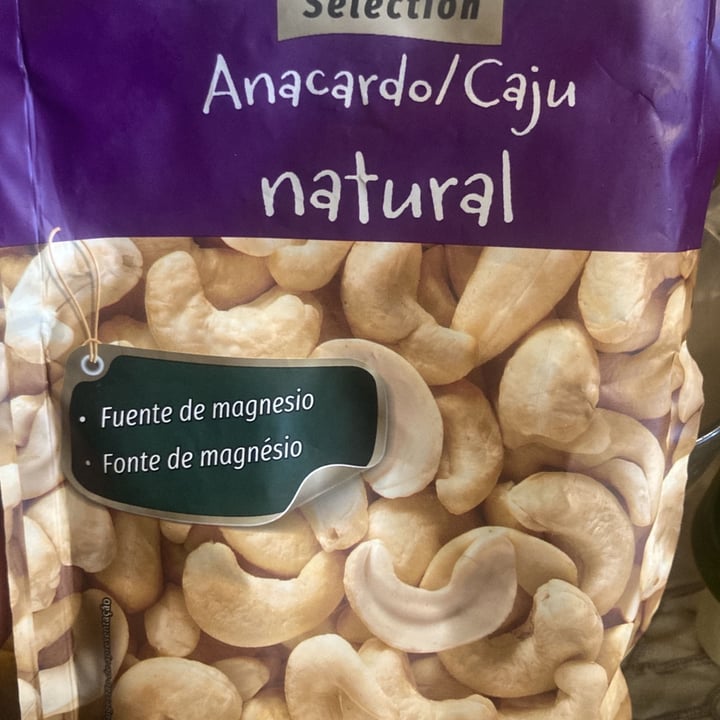 Selection
Anacardo/Caju
natural
• Fuente de magnesio
• Fonte de magnésio